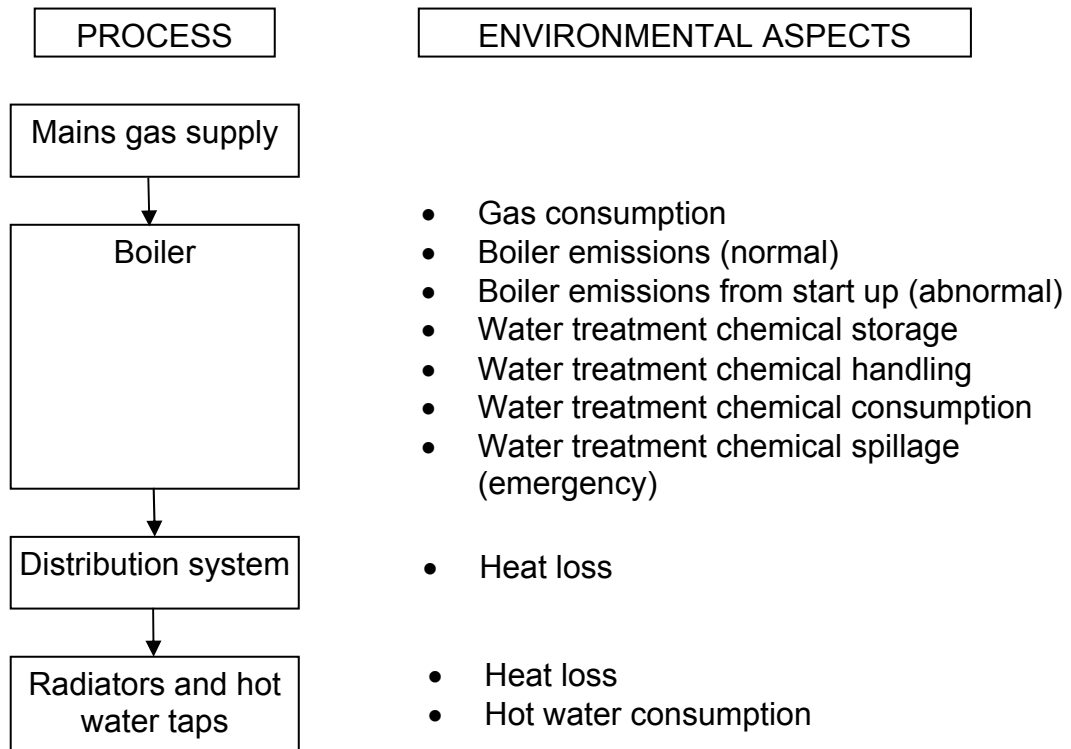 PROCESS
ENVIRONMENTAL ASPECTS
Mains gas supply
Boiler
• Gas consumption
• Boiler emissions (normal)
• Boiler emissions from start up (abnormal)
• Water treatment chemical storage
• Water treatment chemical handling
• Water treatment chemical consumption
• Water treatment chemical spillage
(emergency)
Distribution system
• Heat loss
Radiators and hot
water taps
• Heat loss
• Hot water consumption